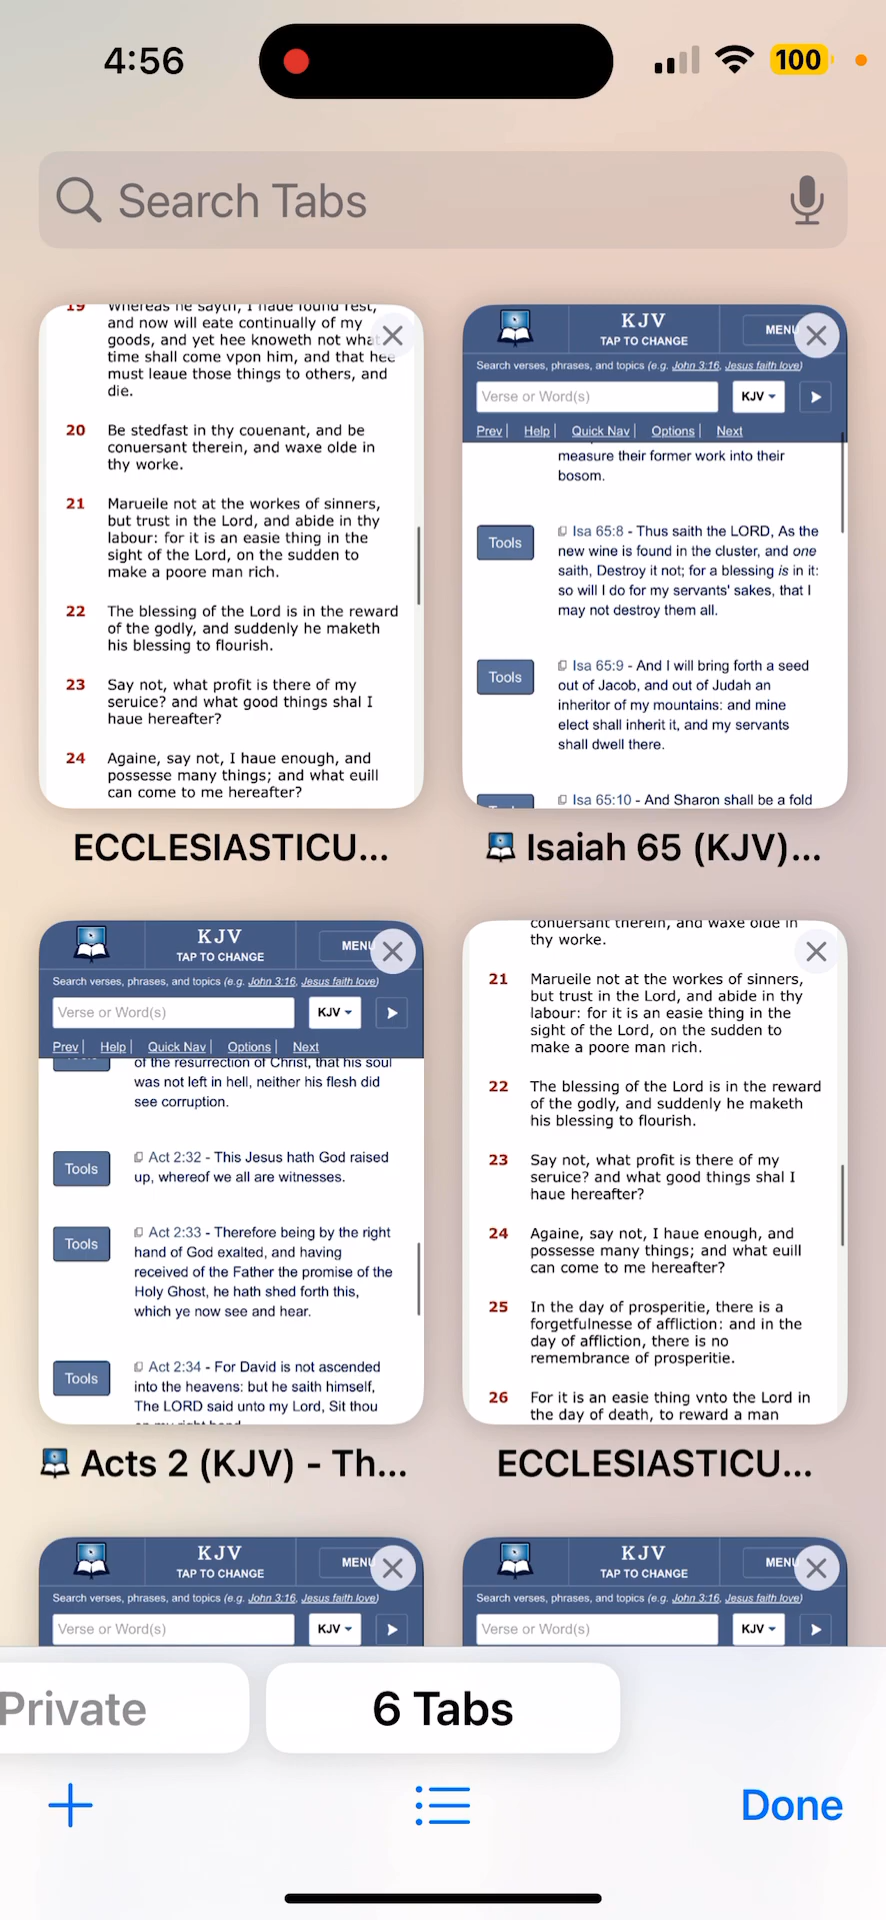 4:56
100
Search Tabs
19 Whereas he sayth, I haue found rest,
and now will eate continually of my
goods, and yet hee knoweth not what
time shall come vpon him, and that hee
must leaue those things to others, and
die.
20 Be stedfast in thy couenant, and be
conuersant therein, and waxe olde in
thy worke.
21 Marueile not at the workes of sinners,
but trust in the Lord, and abide in thy
labour: for it is an easie thing in the
sight of the Lord, on the sudden to
make a poore man rich.
22 The blessing of the Lord is in the reward
of the godly, and suddenly he maketh
his blessing to flourish.
23 Say not, what profit is there of my
seruice? and what good things shal I
haue hereafter?
24 Againe, say not, I haue enough, and
possesse many things; and what euill
can come to me hereafter?
ECCLESIASTICU...
KJV
TAP TO CHANGE
MENU
Search verses, phrases, and topics (e.g. John 3:16, Jesus faith love)
Verse or Word(s)
KJV
Prev | Help | Quick Nav | Options | Next
measure their former work into their
bosom.
Tools
Isa 65:8 - Thus saith the LORD, As the
new wine is found in the cluster, and one
saith, Destroy it not; for a blessing is in it:
so will I do for my servants' sakes, that I
may not destroy them all.
Tools
Isa 65:9 - And I will bring forth a seed
out of Jacob, and out of Judah an
inheritor of my mountains: and mine
elect shall inherit it, and my servants
shall dwell there.
Tools
Isa 65:10 - And Sharon shall be a fold
Isaiah 65 (KJV)...
KJV
TAP TO CHANGE
MENU
Search verses, phrases, and topics (e.g. John 3:16, Jesus faith love)
Verse or Word(s)
KJV
Prev | Help | Quick Nav | Options | Next
of the resurrection of Christ, that his soul
was not left in hell, neither his flesh did
see corruption.
Tools
Act 2:32 - This Jesus hath God raised
up, whereof we all are witnesses.
Tools
Act 2:33 - Therefore being by the right
hand of God exalted, and having
received of the Father the promise of the
Holy Ghost, he hath shed forth this,
which ye now see and hear.
Tools
Act 2:34 - For David is not ascended
into the heavens: but he saith himself,
The LORD said unto my Lord, Sit thou
on my right hand
Acts 2 (KJV) - Th...
conuersant therein, and waxe olde in
thy worke.
21 Marueile not at the workes of sinners,
but trust in the Lord, and abide in thy
labour: for it is an easie thing in the
sight of the Lord, on the sudden to
make a poore man rich.
22 The blessing of the Lord is in the reward
of the godly, and suddenly he maketh
his blessing to flourish.
23 Say not, what profit is there of my
seruice? and what good things shal I
haue hereafter?
24 Againe, say not, I haue enough, and
possesse many things; and what euill
can come to me hereafter?
25 In the day of prosperitie, there is a
forgetfulnesse of affliction: and in the
day of affliction, there is no
remembrance of prosperitie.
26 For it is an easie thing vnto the Lord in
the day of death, to reward a man
ECCLESIASTICU...
KJV
TAP TO CHANGE
MENU
Search verses, phrases, and topics (e.g. John 3:16, Jesus faith love)
Verse or Word(s)
KJV
KJV
TAP TO CHANGE
MENU
Search verses, phrases, and topics (e.g. John 3:16, Jesus faith love)
Verse or Word(s)
KJV
Private
6 Tabs
Done